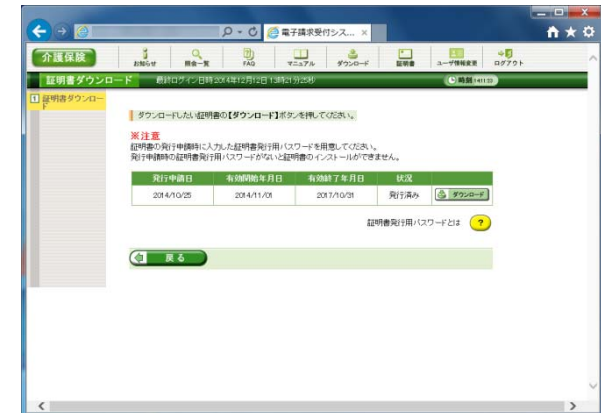 電子請求受付シス... ×
介護保険
お知らせ 照会一覧 FAQ マニュアル ダウンロード 証明書 ユーザ情報変更 ログアウト
証明書ダウンロード 最終ログイン日時 2014年12月12日 13時21分25秒 時刻
1 証明書ダウンロー
ド
ダウンロードしたい証明書の【ダウンロード】ボタンを押してください。
※注意
証明書の発行申請時に入力した証明書発行用パスワードを用意してください。
発行申請時の証明書発行用パスワードがないと証明書のインストールができません。
発行申請日 有効開始年月日 有効終了年月日 状況
2014/10/25 2014/11/01 2017/10/31 発行済み ダウンロード
証明書発行用パスワードとは ?
戻る